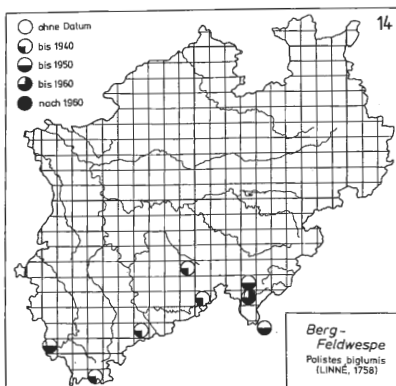 14
ohne Datum
bis 1940
bis 1950
bis 1960
nach 1960
Berg-
Feldwespe
Polistes biglumis
(LINNÉ, 1758)